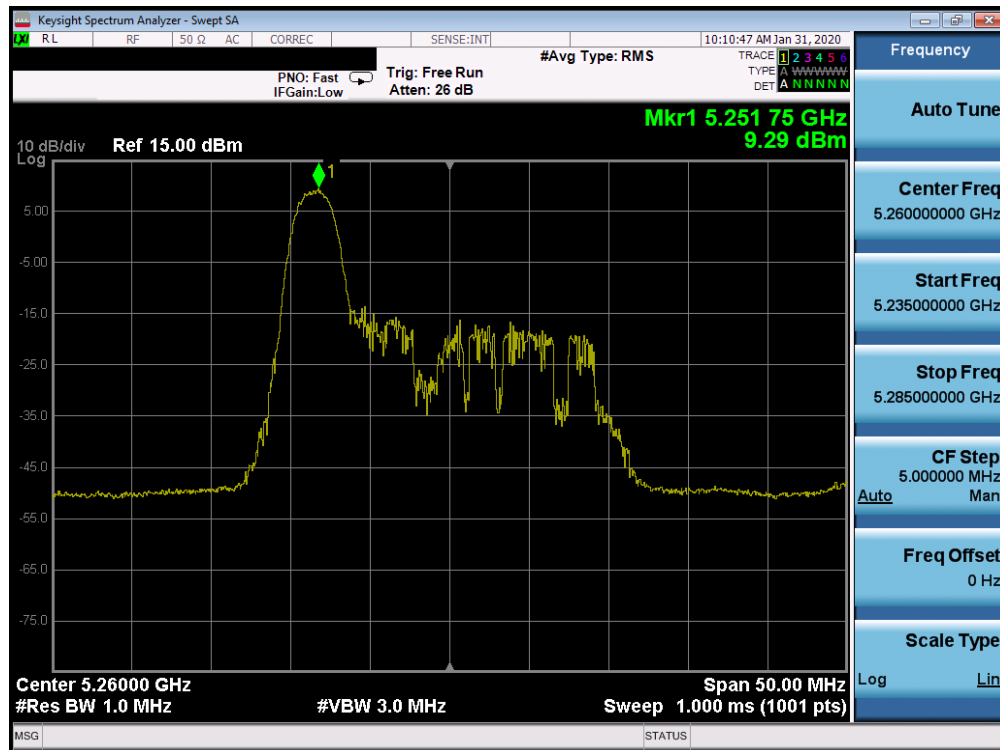 Keysight Spectrum Analyzer - Swept SA
LXI RL RF 50 Ω AC CORREC SENSE:INT 10:10:47 AM Jan 31, 2020
#Avg Type: RMS
TRACE 1 2 3 4 5 6
PNO: Fast Trig: Free Run
TYPE A WWWWW
IFGain:Low Atten: 26 dB
DET A N N N N N
Mkr1 5.251 75 GHz
9.29 dBm
10 dB/div Ref 15.00 dBm
Log
1
5.00
-5.00
-15.0
-25.0
-35.0
-45.0
-55.0
-65.0
-75.0
Center 5.26000 GHz Span 50.00 MHz
#Res BW 1.0 MHz #VBW 3.0 MHz Sweep 1.000 ms (1001 pts)
MSG STATUS
Frequency
Auto Tune
Center Freq
5.260000000 GHz
Start Freq
5.235000000 GHz
Stop Freq
5.285000000 GHz
CF Step
5.000000 MHz
Auto Man
Freq Offset
0 Hz
Scale Type
Log Lin